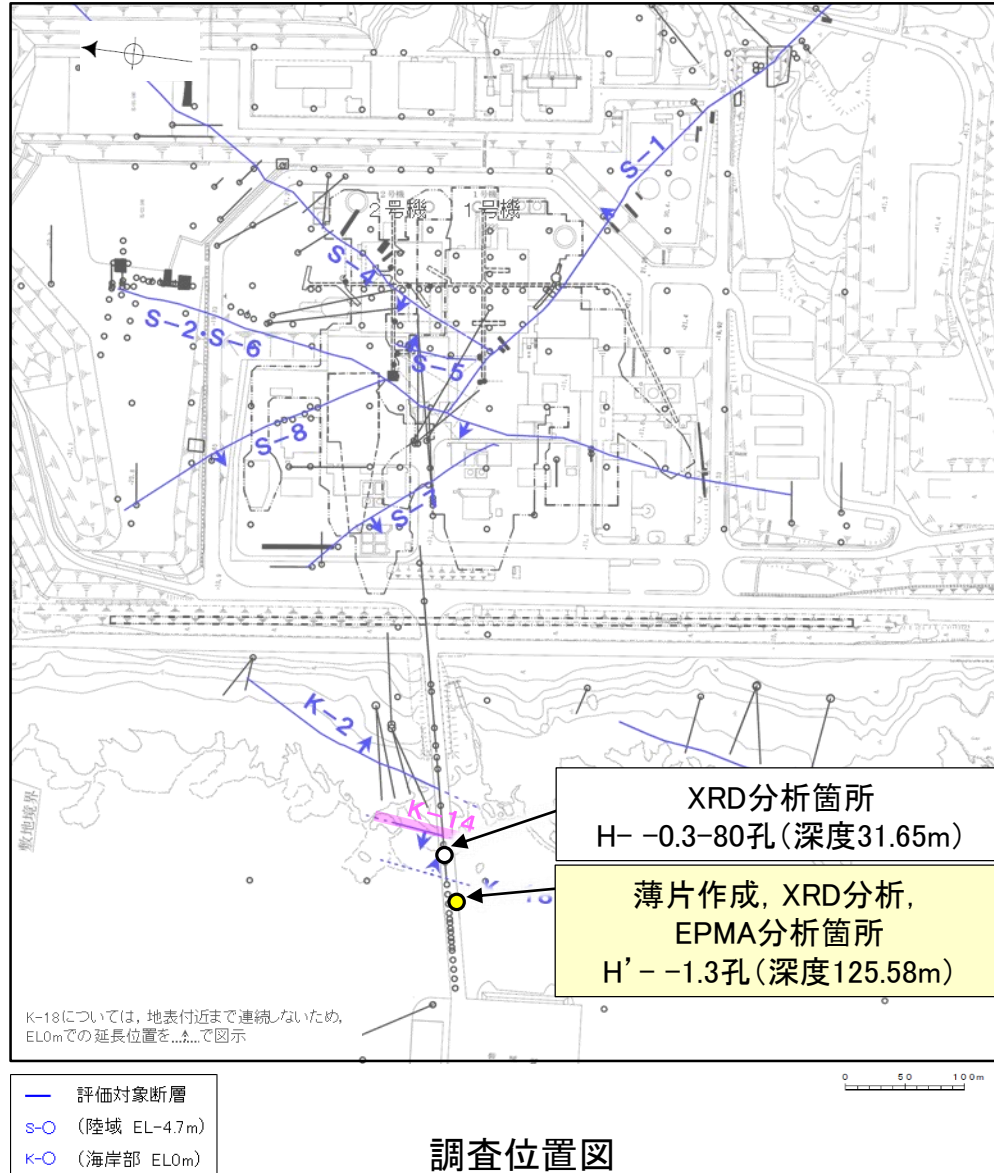 2号機
1号機
S-1
S-4
S-2・S-6
S-5
S-8
S-7
K-2
K-14
敷地境界
XRD分析箇所
H- -0.3-80孔(深度31.65m)
薄片作成, XRD分析,
EPMA分析箇所
H’- -1.3孔(深度125.58m)
K-18については, 地表付近まで連続しないため,
EL0mでの延長位置を で図示
0 50 100m
評価対象断層
S-○ (陸域 EL-4.7m)
K-○ (海岸部 EL0m)
調査位置図